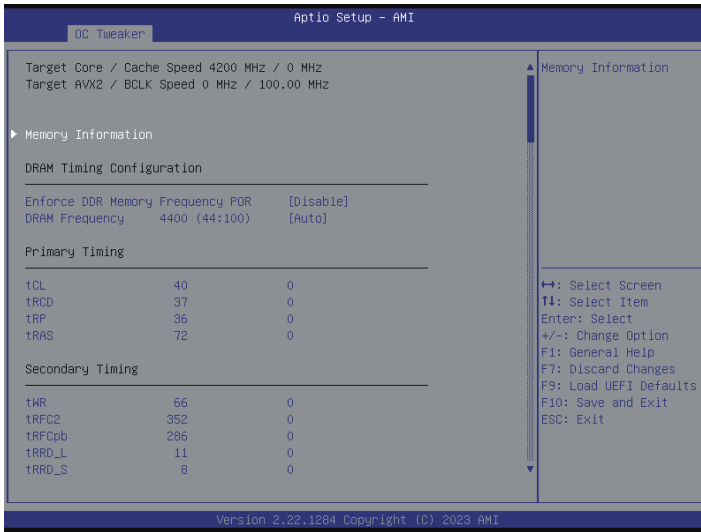 Aptio Setup – AMI
OC Tweaker
Target Core / Cache Speed 4200 MHz / 0 MHz
Target AVX2 / BCLK Speed 0 MHz / 100.00 MHz
Memory Information
DRAM Timing Configuration
Enforce DDR Memory Frequency POR [Disable]
DRAM Frequency 4400 (44:100) [Auto]
Primary Timing
tCL 40 0
tRCD 37 0
tRP 36 0
tRAS 72 0
Secondary Timing
tWR 66 0
tRFC2 352 0
tRFCpb 286 0
tRRD_L 11 0
tRRD_S 8 0
Memory Information
↔: Select Screen
↑↓: Select Item
Enter: Select
+/-: Change Option
F1: General Help
F7: Discard Changes
F9: Load UEFI Defaults
F10: Save and Exit
ESC: Exit
Version 2.22.1284 Copyright (C) 2023 AMI